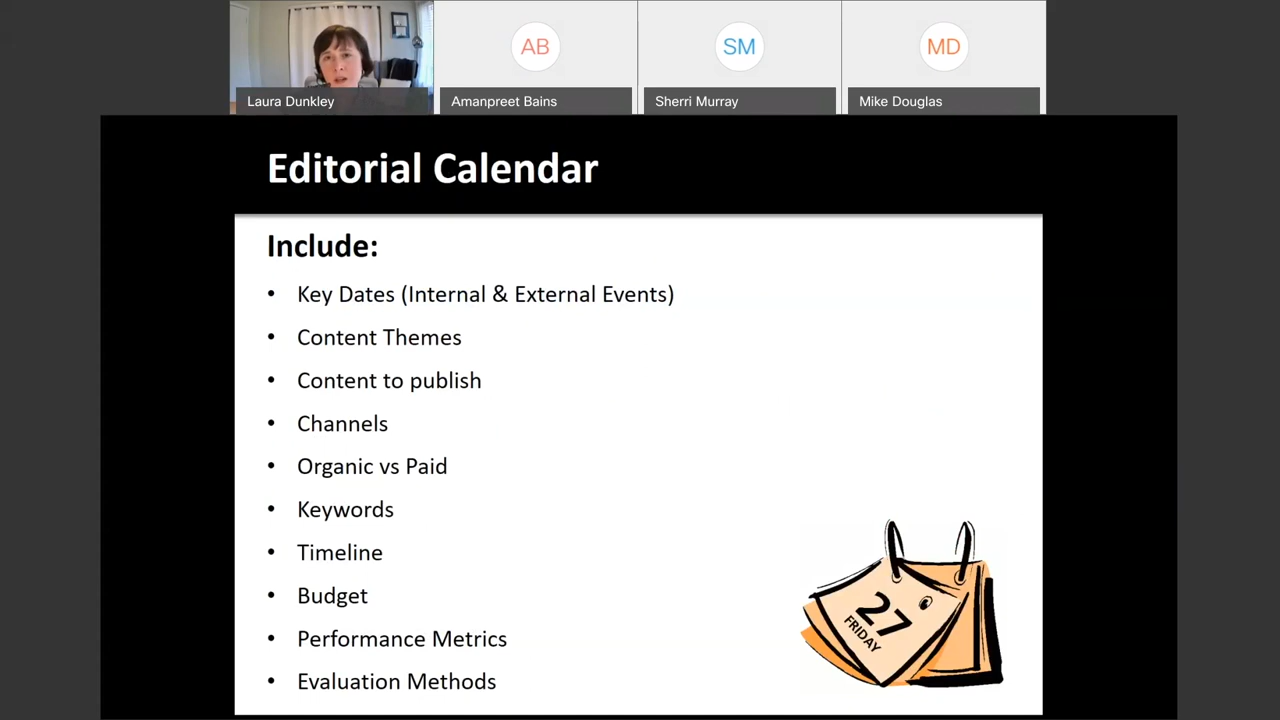 AB
SM
MD
Laura Dunkley
Amanpreet Bains
Sherri Murray
Mike Douglas
Editorial Calendar
Include:
• Key Dates (Internal & External Events)
• Content Themes
• Content to publish
• Channels
• Organic vs Paid
• Keywords
• Timeline
• Budget
• Performance Metrics
• Evaluation Methods
27
FRIDAY